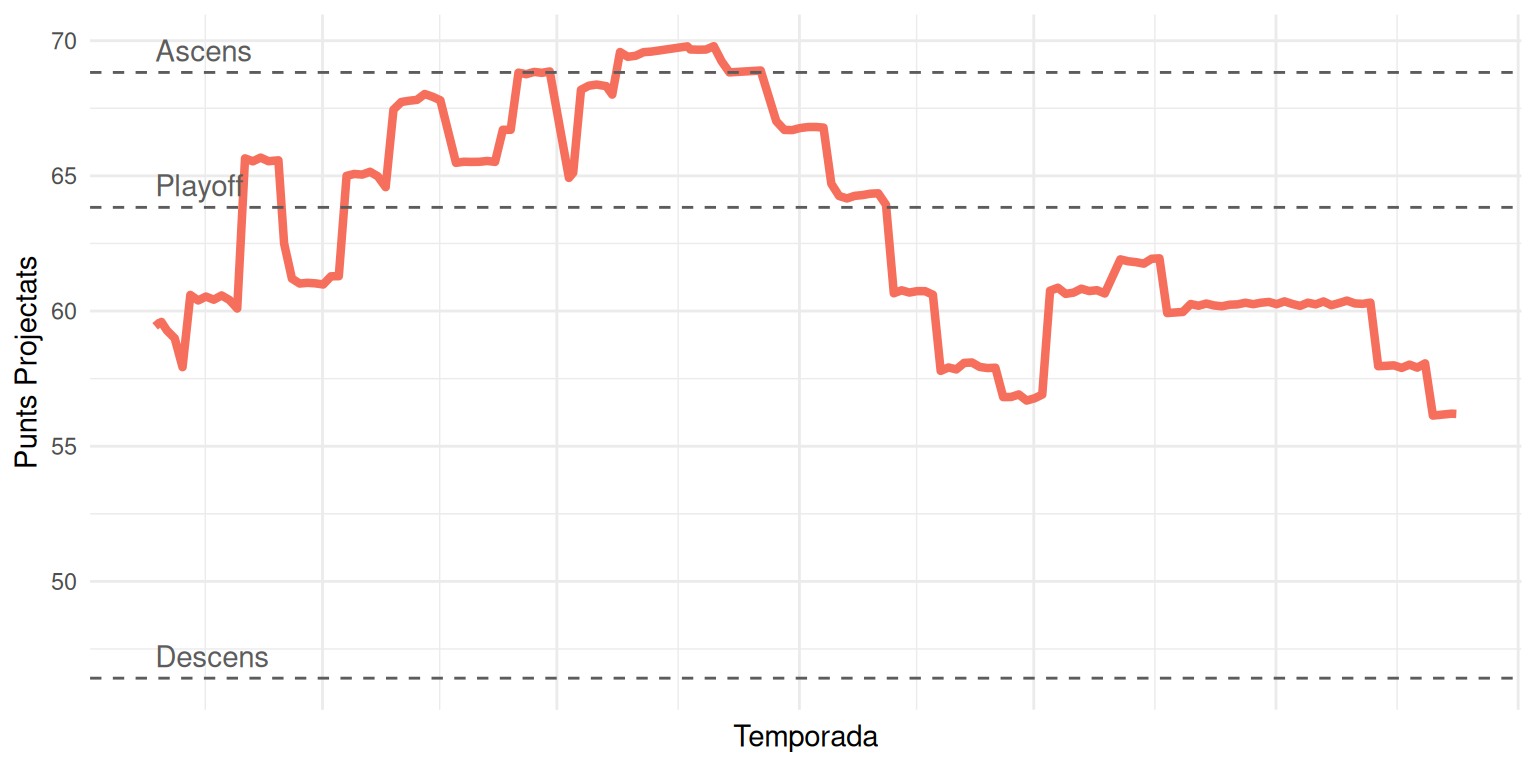 70
Ascens
65
Playoff
60
55
50
Descens
Punts Projectats
Temporada